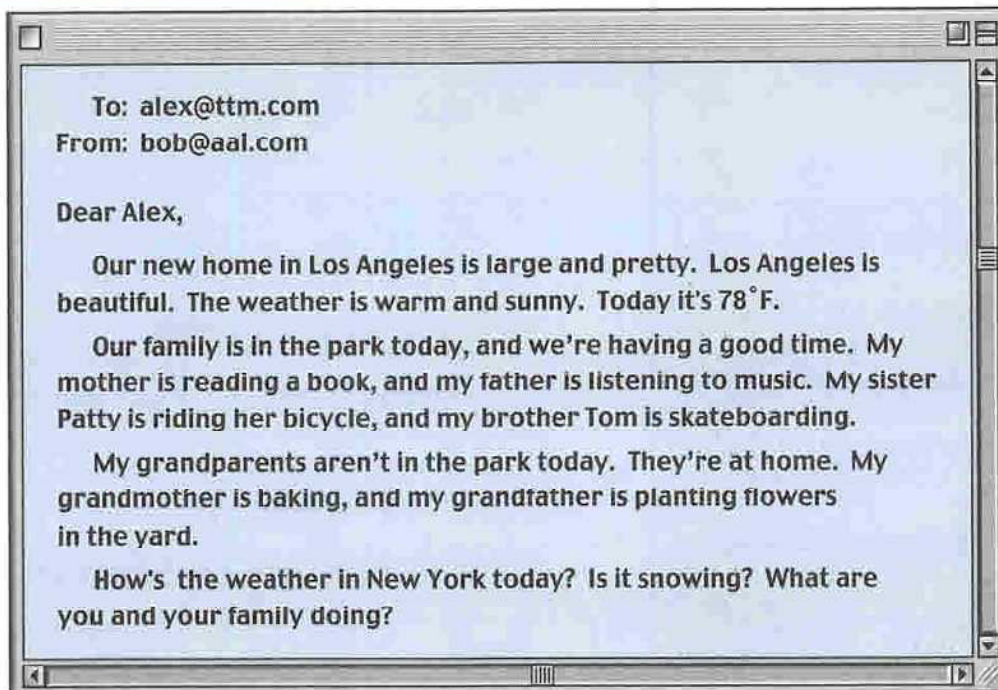 To: alex@ttm.com
From: bob@aal.com
Dear Alex,
Our new home in Los Angeles is large and pretty. Los Angeles is
beautiful. The weather is warm and sunny. Today it's 78°F.
Our family is in the park today, and we're having a good time. My
mother is reading a book, and my father is listening to music. My sister
Patty is riding her bicycle, and my brother Tom is skateboarding.
My grandparents aren't in the park today. They're at home. My
grandmother is baking, and my grandfather is planting flowers
in the yard.
How's the weather in New York today? Is it snowing? What are
you and your family doing?